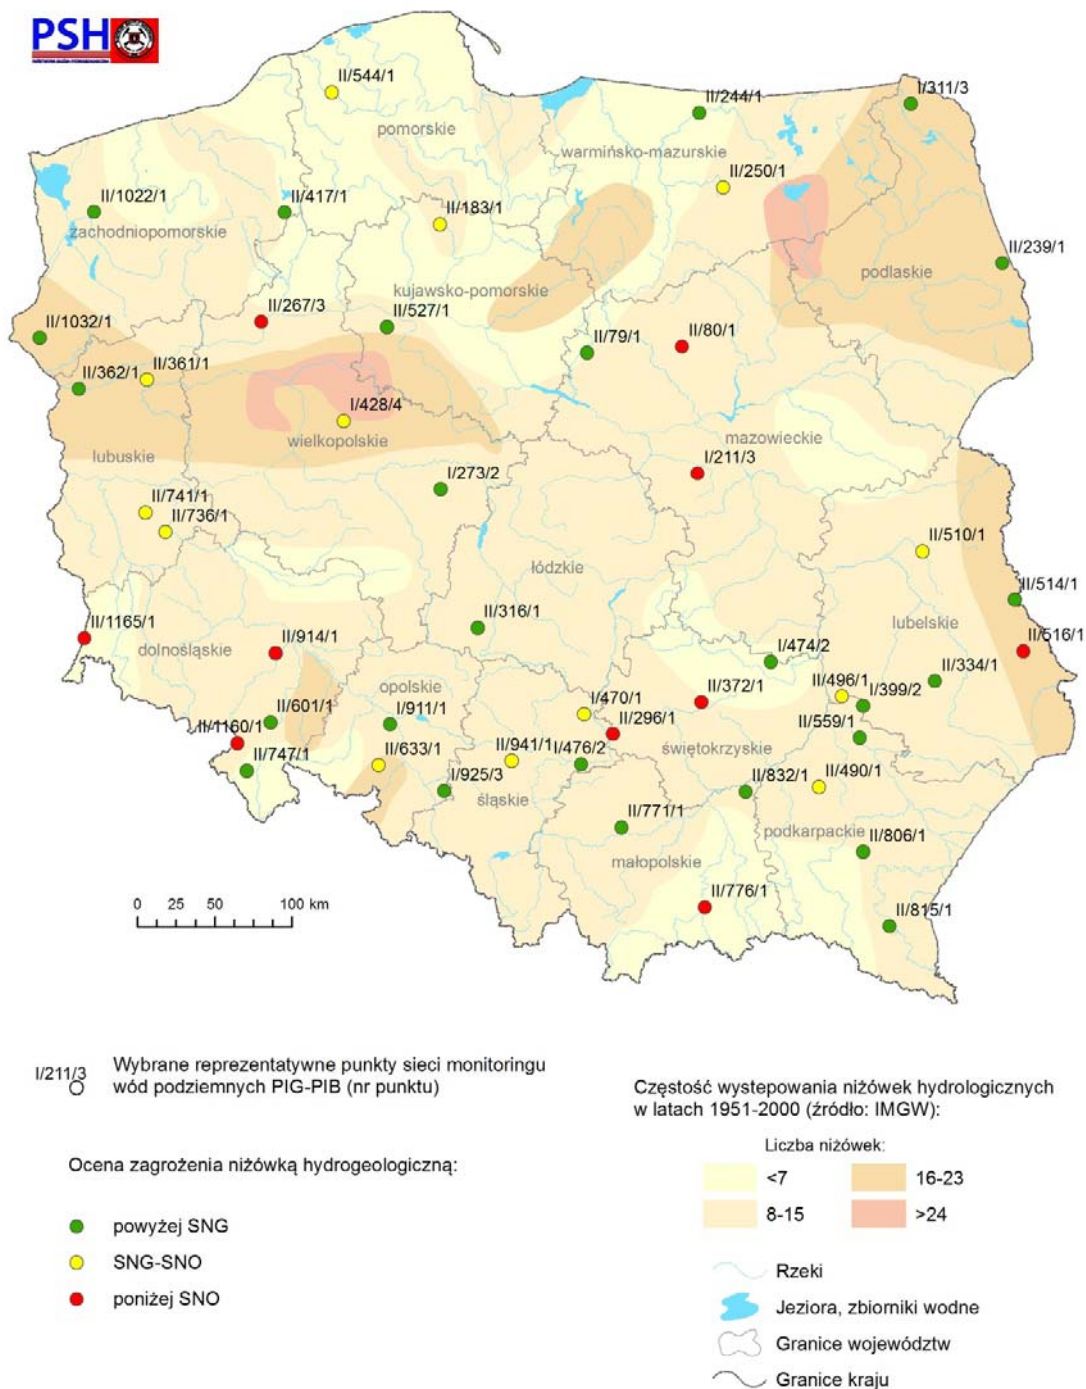 PSH
II/544/1
pomorskie
II/244/1
I/311/3
warmińsko-mazurskie
II/250/1
II/1022/1
II/417/1
II/183/1
zachodniopomorskie
II/239/1
podlaskie
kujawsko-pomorskie
II/267/3
II/527/1
II/1032/1
II/79/1
II/80/1
II/361/1
II/362/1
I/428/4
wielkopolskie
mazowieckie
lubuskie
I/273/2
I/211/3
II/741/1
II/736/1
II/510/1
łódzkie
II/514/1
II/316/1
II/1165/1
II/914/1
dolnośląskie
lubelskie
II/516/1
I/474/2
opolskie
II/334/1
II/601/1
I/911/1
I/470/1
II/372/1
II/496/1
I/399/2
II/1160/1
II/296/1
II/559/1
II/747/1
II/633/1
II/941/1
I/476/2
świętokrzyskie
I/925/3
śląskie
II/832/1
II/490/1
II/771/1
podkarpackie
II/806/1
małopolskie
II/776/1
II/815/1
0 25 50 100 km
I/211/3
Wybrane reprezentatywne punkty sieci monitoringu
wód podziemnych PIG-PIB (nr punktu)
Ocena zagrożenia niżówką hydrogeologiczną:
powyżej SNG
SNG-SNO
poniżej SNO
Częstość wystepowania niżówek hydrologicznych
w latach 1951-2000 (źródło: IMGW):
Liczba niżówek:
<7 16-23
8-15 >24
Rzeki
Jeziora, zbiorniki wodne
Granice województw
Granice kraju